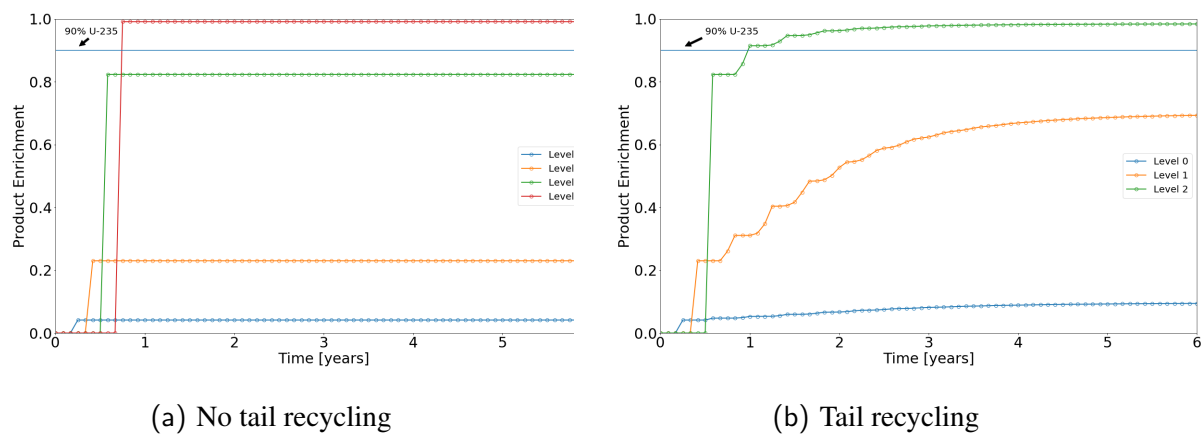 1.0
0.8
0.6
0.4
0.2
0.0
Product Enrichment
90% U-235
Level
Level
Level
Level
0
1
2
3
4
5
Time [years]
(a) No tail recycling
1.0
0.8
0.6
0.4
0.2
0.0
Product Enrichment
90% U-235
Level 0
Level 1
Level 2
0
1
2
3
4
5
6
Time [years]
(b) Tail recycling